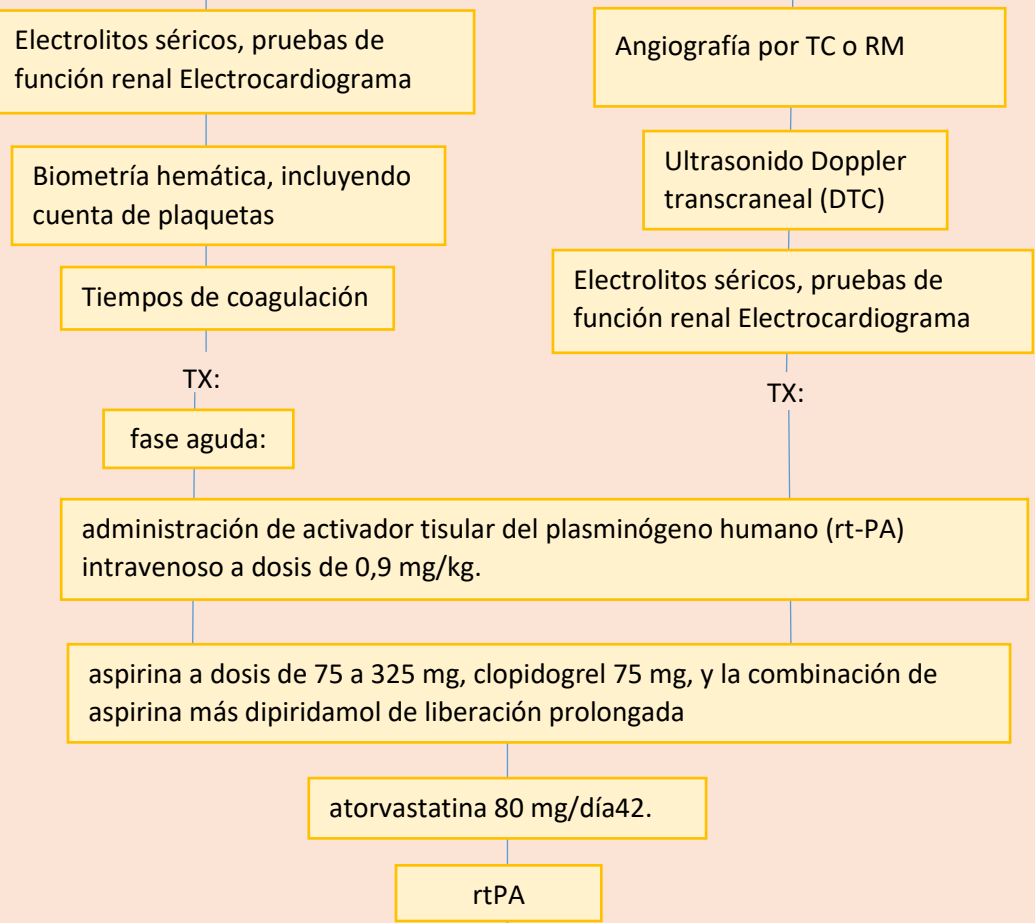 Electrolitos séricos, pruebas de
función renal Electrocardiograma
Biometría hemática, incluyendo
cuenta de plaquetas
Tiempos de coagulación
TX:
fase aguda:
Angiografía por TC o RM
Ultrasonido Doppler
transcraneal (DTC)
Electrolitos séricos, pruebas de
función renal Electrocardiograma
TX:
administración de activador tisular del plasminógeno humano (rt-PA)
intravenoso a dosis de 0,9 mg/kg.
aspirina a dosis de 75 a 325 mg, clopidogrel 75 mg, y la combinación de
aspirina más dipiridamol de liberación prolongada
atorvastatina 80 mg/día42.
rtPA